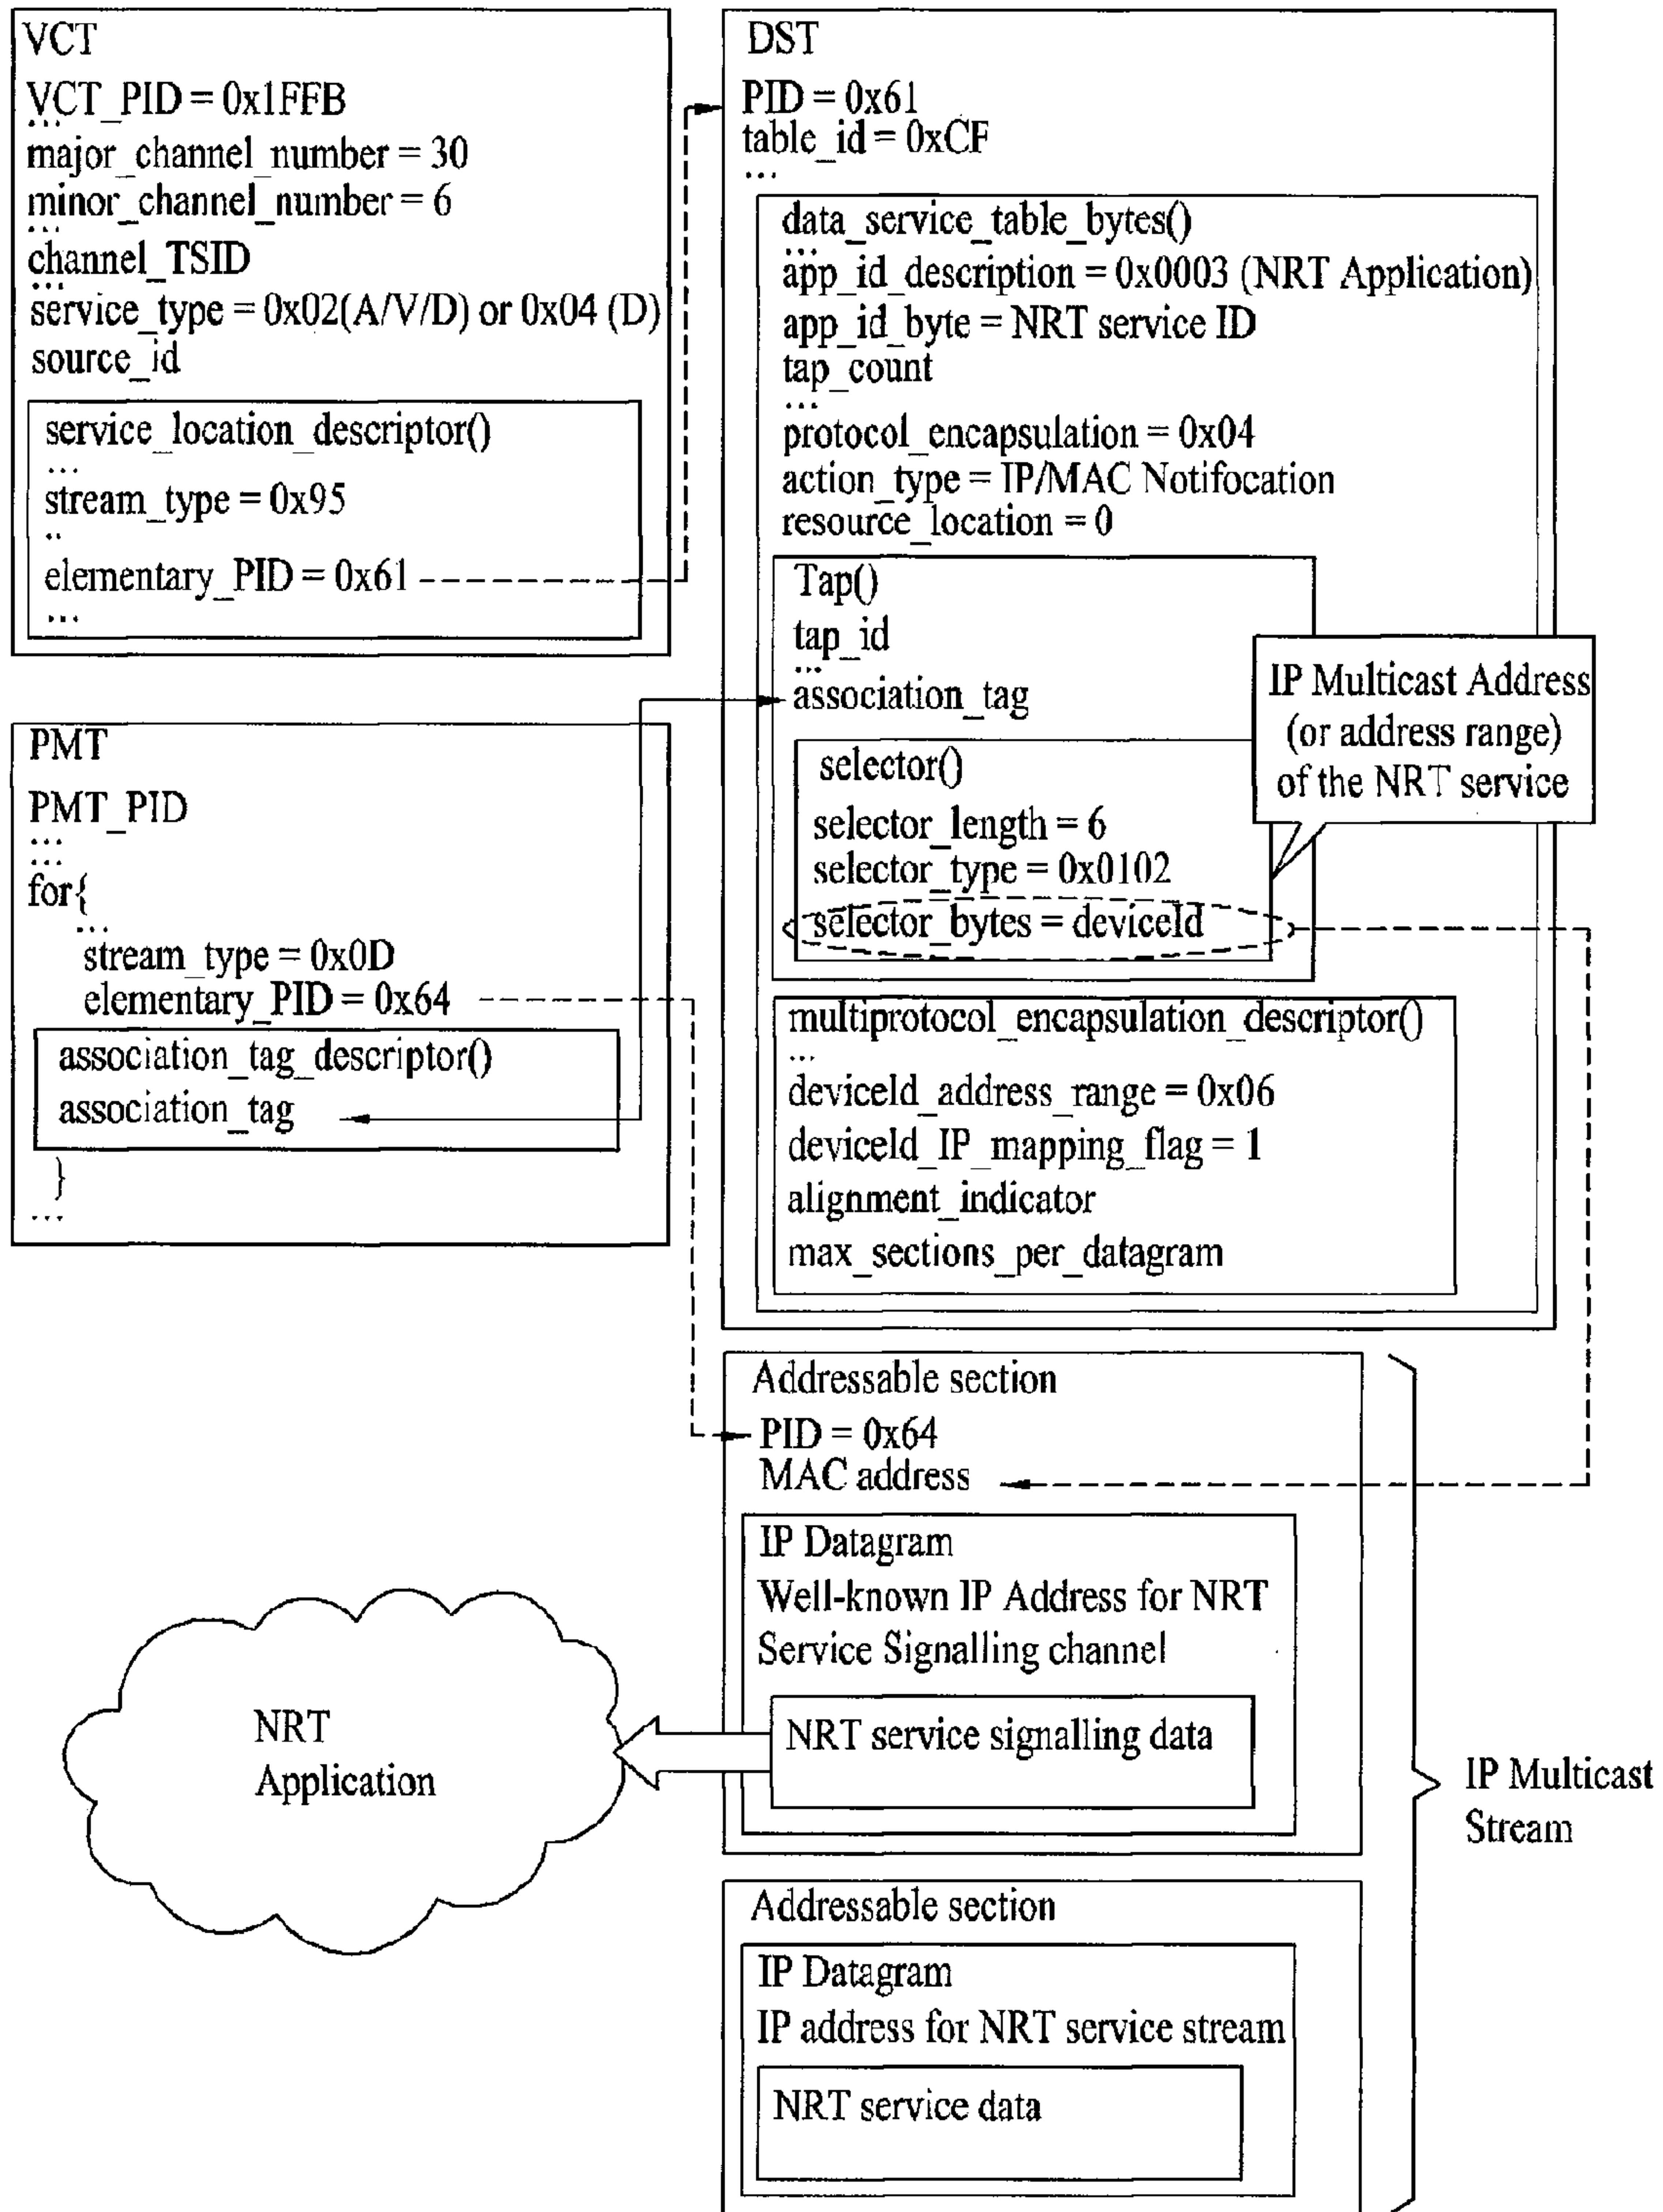 VCT
VCT_PID = 0x1FFB
...
major_channel_number = 30
minor_channel_number = 6
...
channel_TSID
...
service_type = 0x02(A/V/D) or 0x04 (D)
source_id
service_location_descriptor()
...
stream_type = 0x95
..
elementary_PID = 0x61
...
PMT
PMT_PID
...
...
for{
...
stream_type = 0x0D
elementary_PID = 0x64
association_tag_descriptor()
association_tag
}
...
DST
PID = 0x61
table_id = 0xCF
...
data_service_table_bytes()
...
app_id_description = 0x0003 (NRT Application)
app_id_byte = NRT service ID
tap_count
...
protocol_encapsulation = 0x04
action_type = IP/MAC Notifocation
resource_location = 0
Tap()
tap_id
...
association_tag
selector()
selector_length = 6
selector_type = 0x0102
selector_bytes = deviceId
IP Multicast Address
(or address range)
of the NRT service
multiprotocol_encapsulation_descriptor()
...
deviceId_address_range = 0x06
deviceId_IP_mapping_flag = 1
alignment_indicator
max_sections_per_datagram
Addressable section
PID = 0x64
MAC address
IP Datagram
Well-known IP Address for NRT
Service Signalling channel
NRT service signalling data
NRT
Application
IP Multicast
Stream
Addressable section
IP Datagram
IP address for NRT service stream
NRT service data